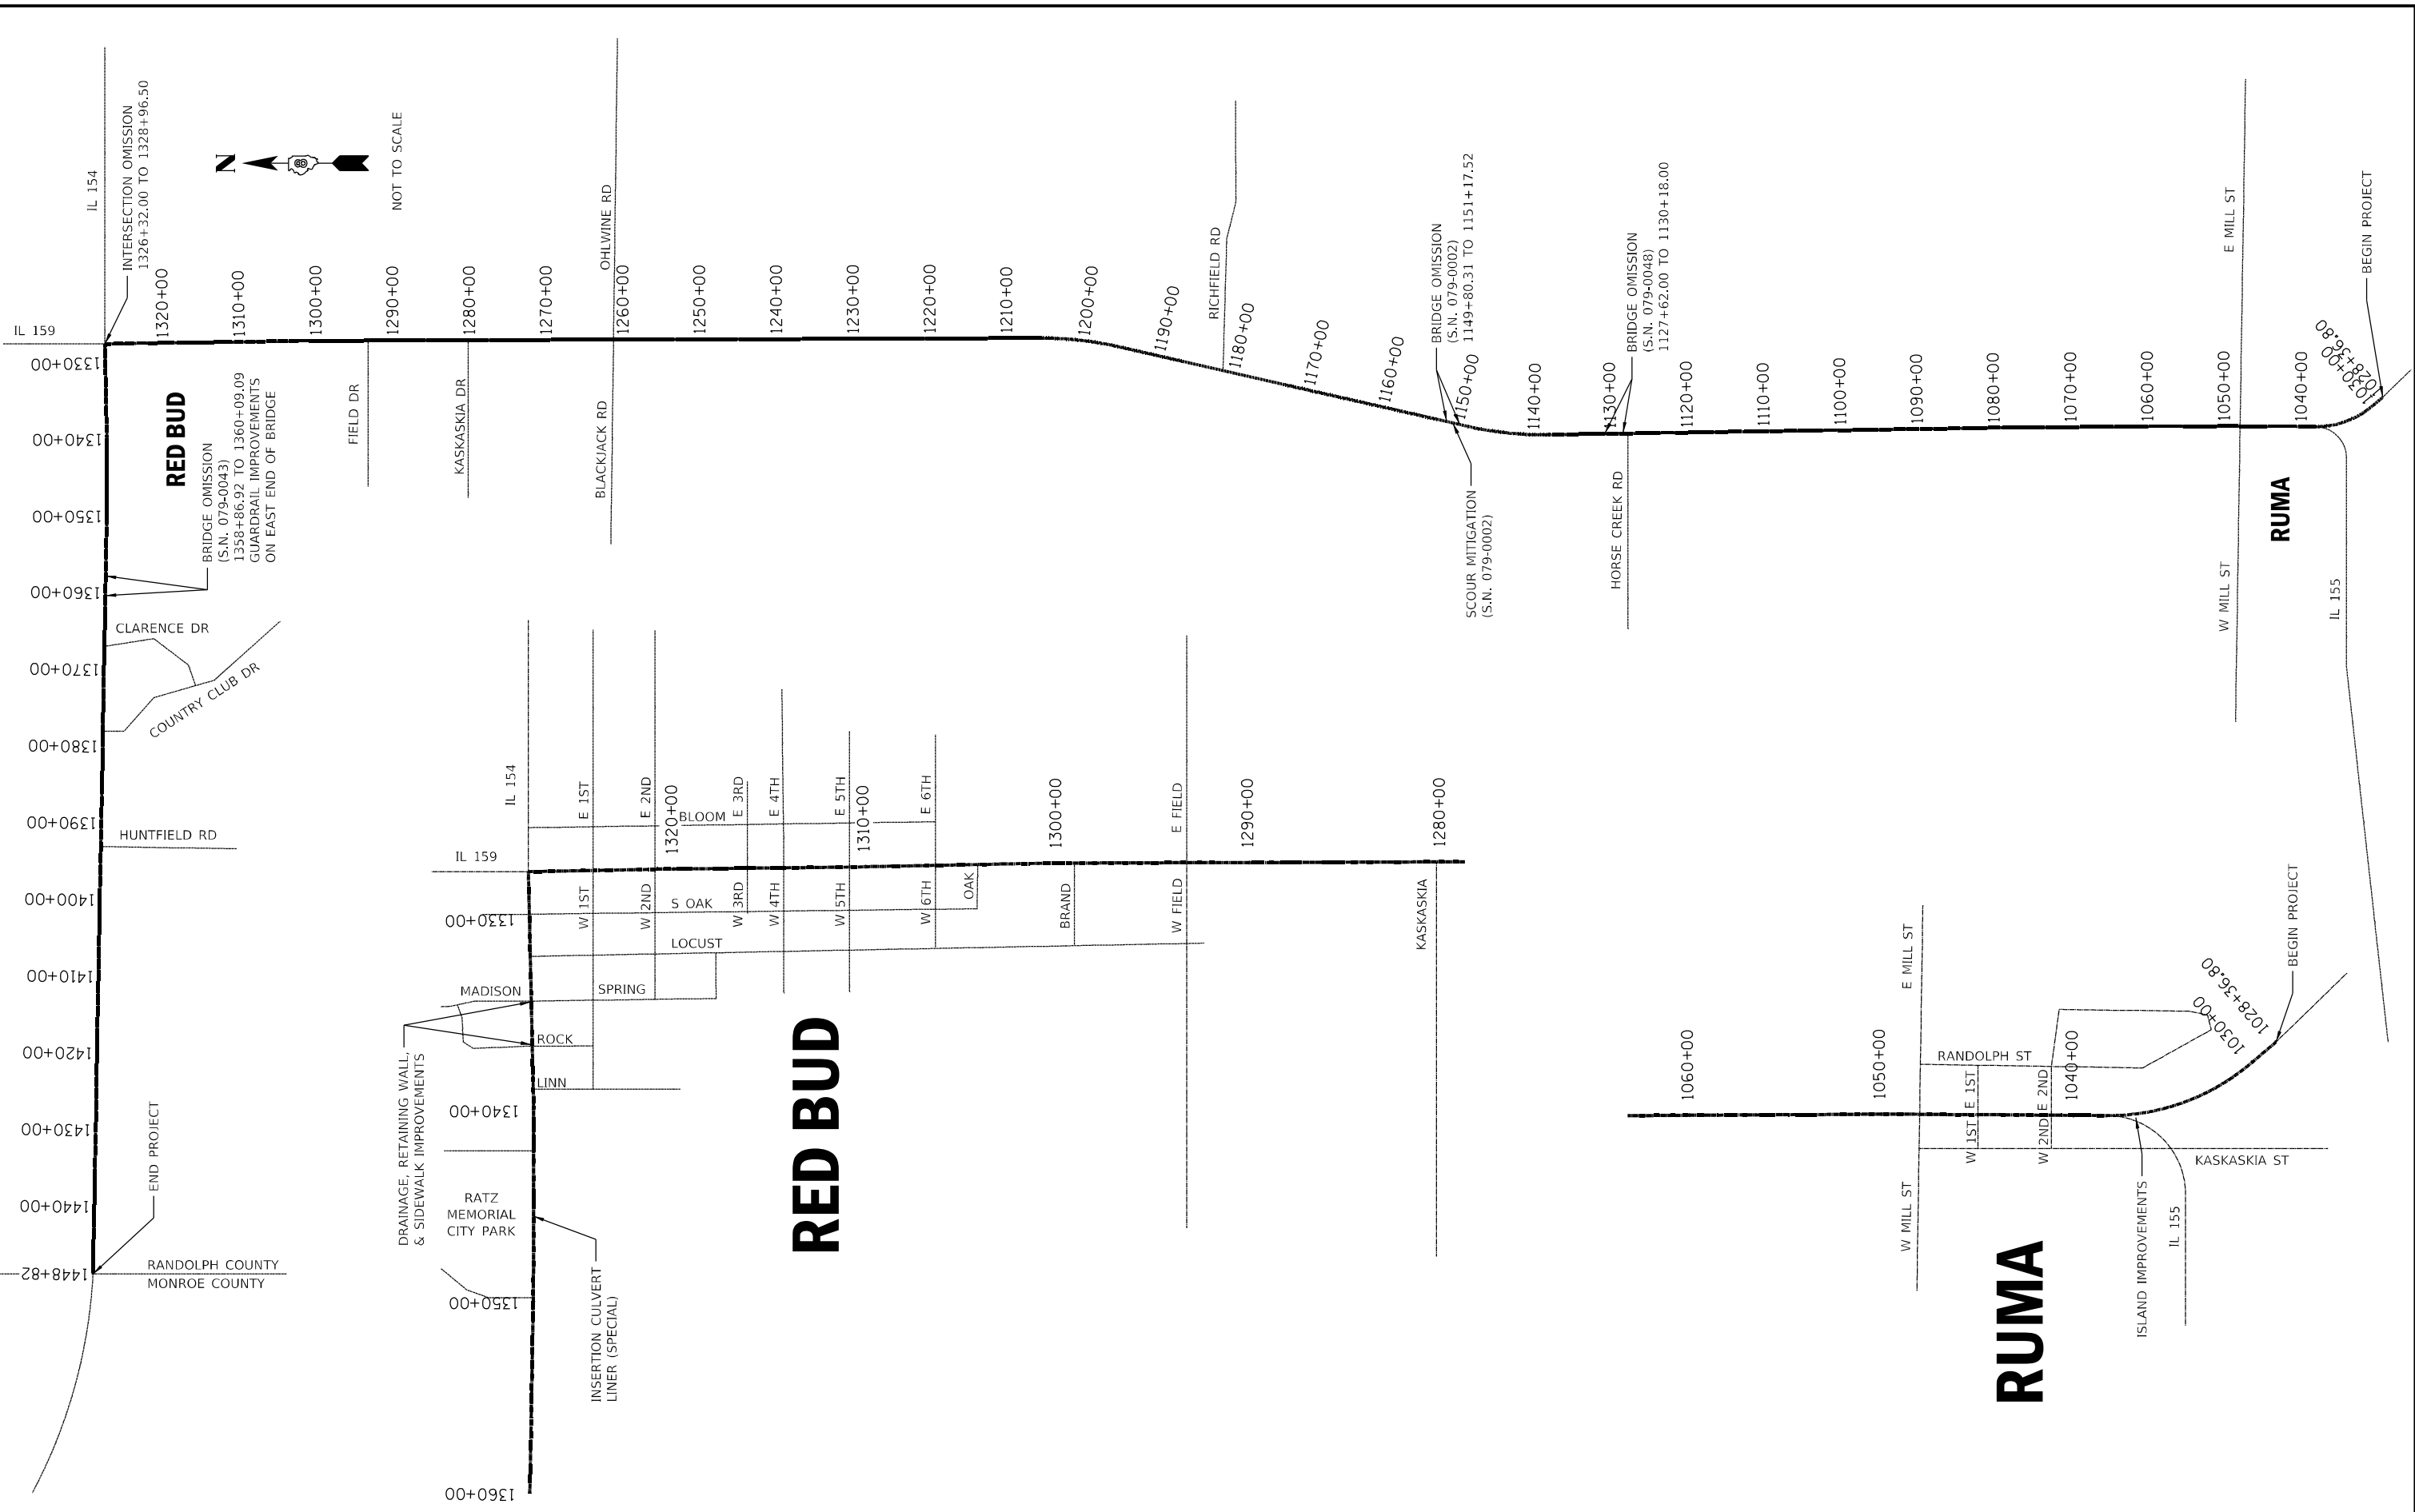 IL 159
IL 154
INTERSECTION OMISSION
1326+32.00 TO 1328+96.50
N
NOT TO SCALE
1330+00
1340+00
1350+00
1360+00
1370+00
1380+00
1390+00
1400+00
1410+00
1420+00
1430+00
1440+00
1448+82
RED BUD
BRIDGE OMISSION
(S.N. 079-0043)
1358+86.92 TO 1360+09.09
GUARDRAIL IMPROVEMENTS
ON EAST END OF BRIDGE
CLARENCE DR
COUNTRY CLUB DR
HUNTFIELD RD
END PROJECT
RANDOLPH COUNTY
MONROE COUNTY
1320+00
1310+00
1300+00
1290+00
1280+00
1270+00
1260+00
1250+00
1240+00
1230+00
1220+00
1210+00
1200+00
1190+00
1180+00
1170+00
1160+00
1150+00
1140+00
1130+00
1120+00
1110+00
1100+00
1090+00
1080+00
1070+00
1060+00
1050+00
1040+00
1030+00
1028+36.80
FIELD DR
KASKASKIA DR
BLACKJACK RD
OHLWINE RD
RICHFIELD RD
BRIDGE OMISSION
(S.N. 079-0002)
1149+80.31 TO 1151+17.52
SCOUR MITIGATION
(S.N. 079-0002)
BRIDGE OMISSION
(S.N. 079-0048)
1127+62.00 TO 1130+18.00
HORSE CREEK RD
E MILL ST
W MILL ST
RUMA
IL 155
BEGIN PROJECT
IL 154
IL 159
E 1ST
E 2ND
E 3RD
E 4TH
E 5TH
E 6TH
E FIELD
BLOOM
1320+00
1310+00
1300+00
1290+00
1280+00
W 1ST
W 2ND
W 3RD
W 4TH
W 5TH
W 6TH
W FIELD
S OAK
OAK
BRAND
KASKASKIA
LOCUST
SPRING
MADISON
ROCK
LINN
1330+00
1340+00
1350+00
1360+00
DRAINAGE, RETAINING WALL,
& SIDEWALK IMPROVEMENTS
RATZ
MEMORIAL
CITY PARK
INSERTION CULVERT
LINER (SPECIAL)
RED BUD
1060+00
1050+00
1040+00
1030+00
1028+36.80
E MILL ST
W MILL ST
RANDOLPH ST
E 1ST
W 1ST
E 2ND
W 2ND
KASKASKIA ST
BEGIN PROJECT
ISLAND IMPROVEMENTS
IL 155
RUMA